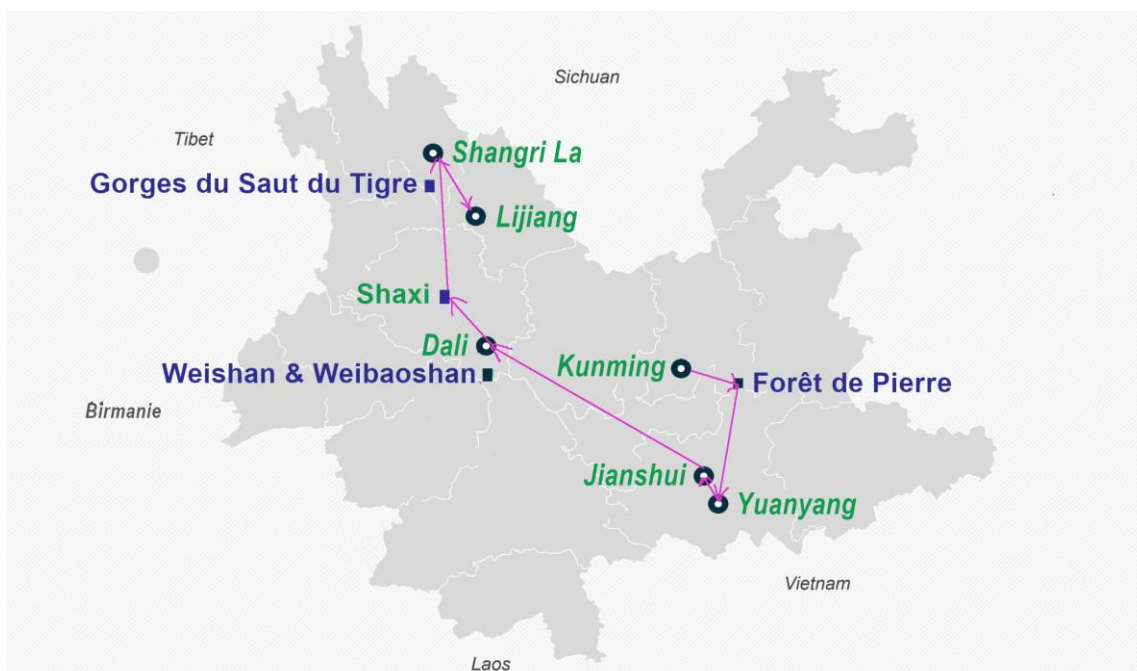 Sichuan
Tibet
Shangri La
Gorges du Saut du Tigre
Lijiang
Shaxi
Dali
Weishan & Weibaoshan
Kunming
Forêt de Pierre
Birmanie
Jianshui
Yuanyang
Vietnam
Laos